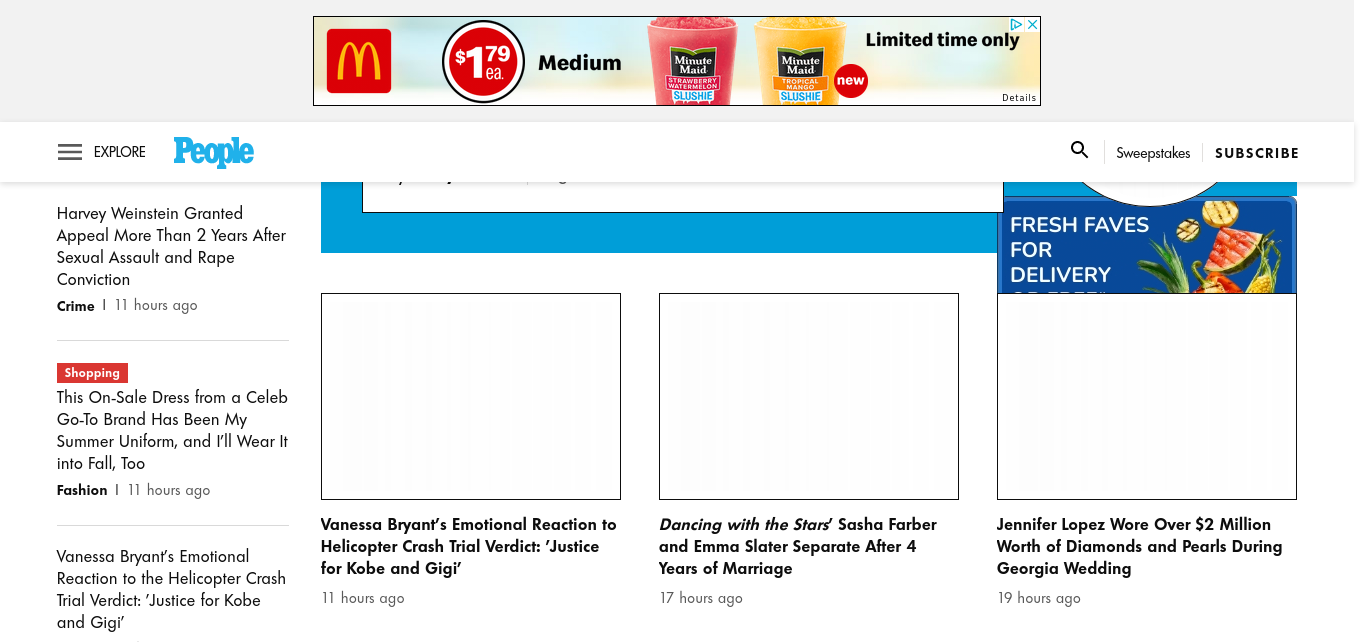 $1.79 ea.
Medium
Minute Maid
STRAWBERRY WATERMELON
SLUSHIE
Minute Maid
TROPICAL MANGO
SLUSHIE
new
Limited time only
Details
EXPLORE
People
Sweepstakes
SUBSCRIBE
Harvey Weinstein Granted
Appeal More Than 2 Years After
Sexual Assault and Rape
Conviction
Crime | 11 hours ago
Shopping
This On-Sale Dress from a Celeb
Go-To Brand Has Been My
Summer Uniform, and I'll Wear It
into Fall, Too
Fashion | 11 hours ago
Vanessa Bryant's Emotional
Reaction to the Helicopter Crash
Trial Verdict: 'Justice for Kobe
and Gigi'
FRESH FAVES
FOR
DELIVERY
Vanessa Bryant's Emotional Reaction to
Helicopter Crash Trial Verdict: 'Justice
for Kobe and Gigi'
11 hours ago
Dancing with the Stars' Sasha Farber
and Emma Slater Separate After 4
Years of Marriage
17 hours ago
Jennifer Lopez Wore Over $2 Million
Worth of Diamonds and Pearls During
Georgia Wedding
19 hours ago